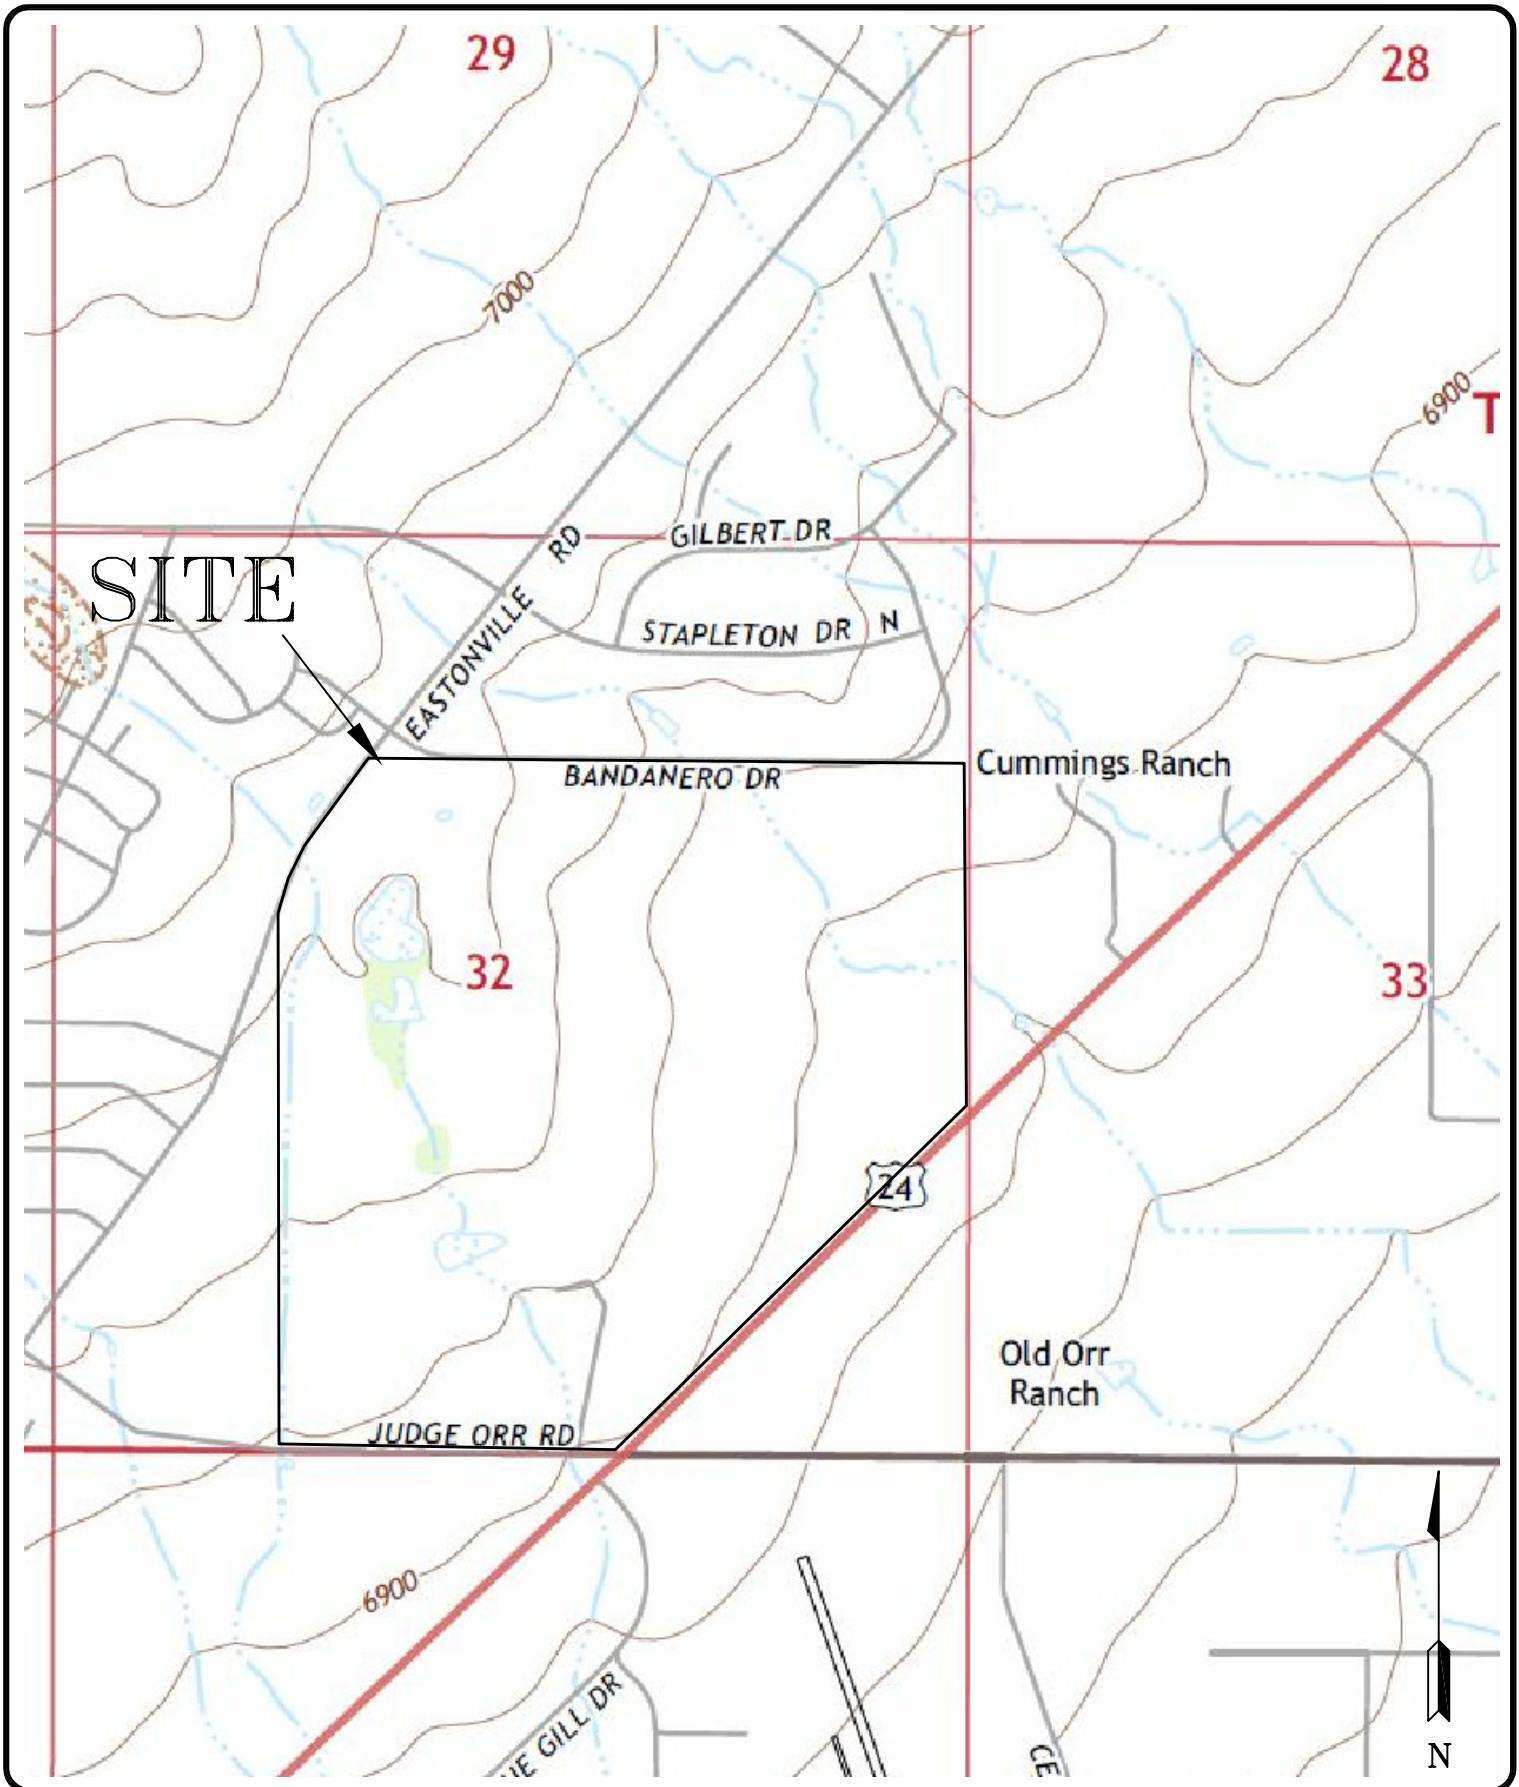 29
28
7000
6900
T
RD
GILBERT DR
SITE
EASTONVILLE
STAPLETON DR N
Cummings Ranch
BANDANERO DR
32
33
24
Old Orr
Ranch
JUDGE ORR RD
6900
GILL DR
CE
N